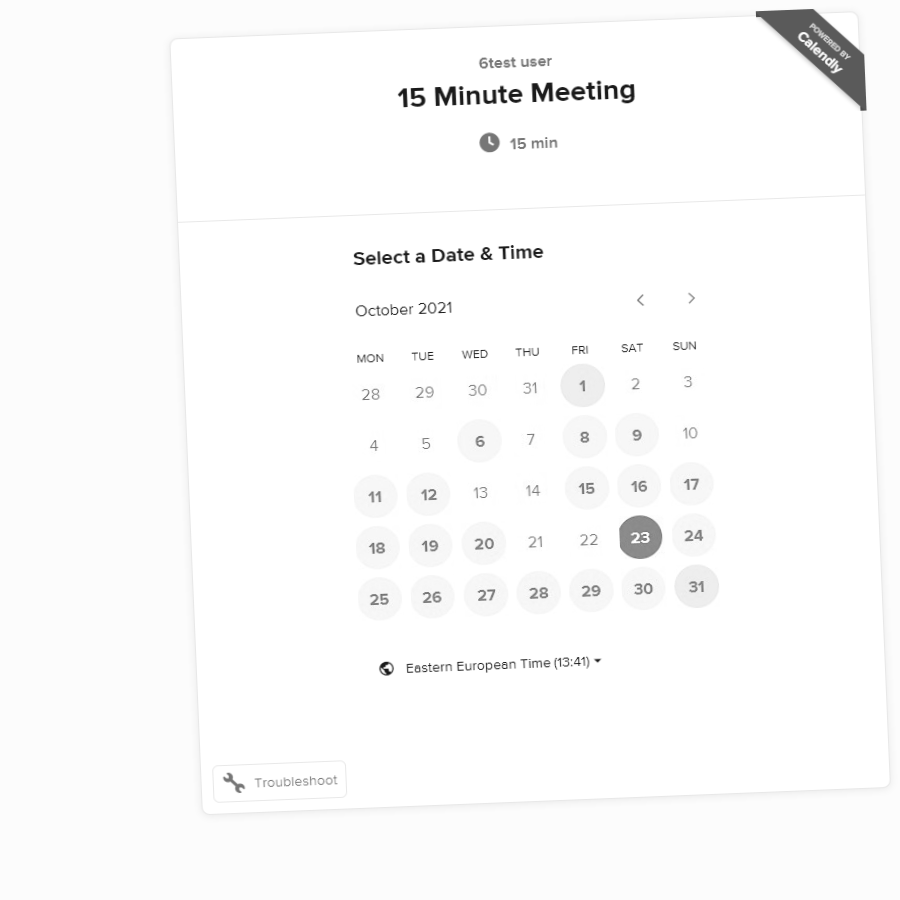 POWERED BY
Calendly
6test user
15 Minute Meeting
15 min
Select a Date & Time
October 2021
MON TUE WED THU FRI SAT SUN
28 29 30 31 1 2 3
4 5 6 7 8 9 10
11 12 13 14 15 16 17
18 19 20 21 22 23 24
25 26 27 28 29 30 31
Eastern European Time (13:41)
Troubleshoot